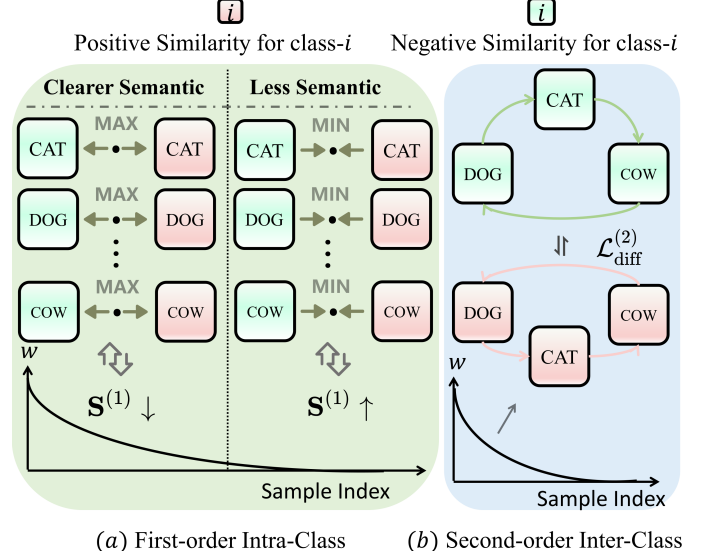 i
i
Positive Similarity for class-i
Negative Similarity for class-i
Clearer Semantic
Less Semantic
CAT MAX CAT
CAT MIN CAT
DOG MAX DOG
DOG MIN DOG
COW MAX COW
COW MIN COW
w
S(1) ↓
S(1) ↑
Sample Index
CAT
DOG
COW
⇌ ℒ(2)diff
DOG
COW
CAT
w
Sample Index
(a) First-order Intra-Class
(b) Second-order Inter-Class